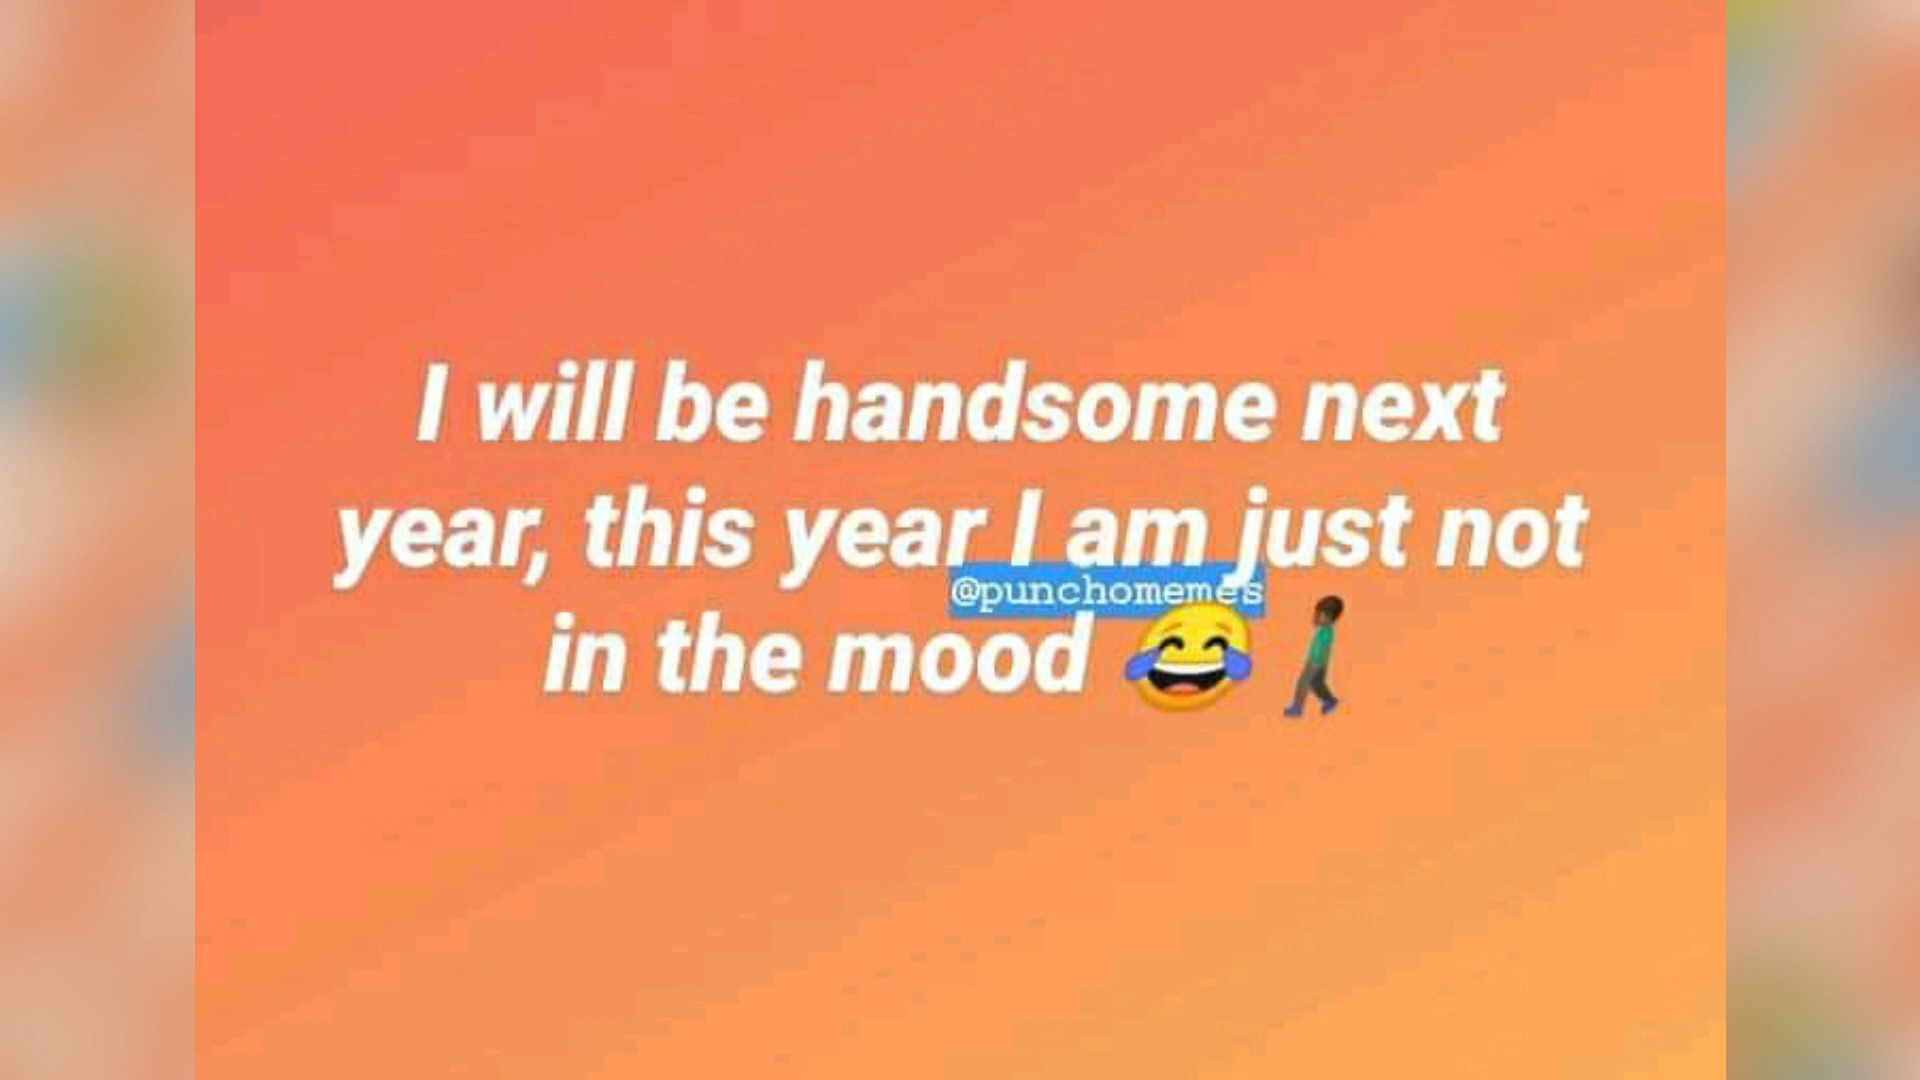 I will be handsome next
year, this year I am just not
@punchomemes
in the mood 😂🚶🏿‍♂️